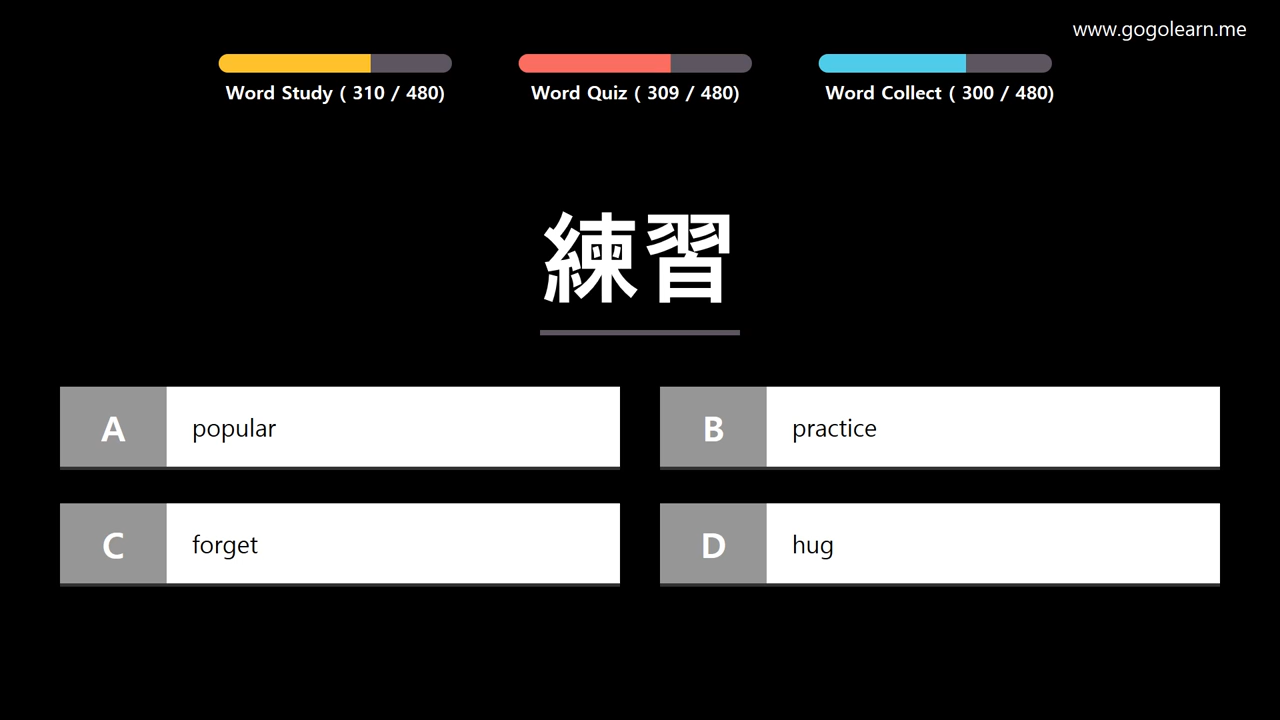 www.gogolearn.me
Word Study ( 310 / 480)
Word Quiz ( 309 / 480)
Word Collect ( 300 / 480)
練習
A popular
B practice
C forget
D hug